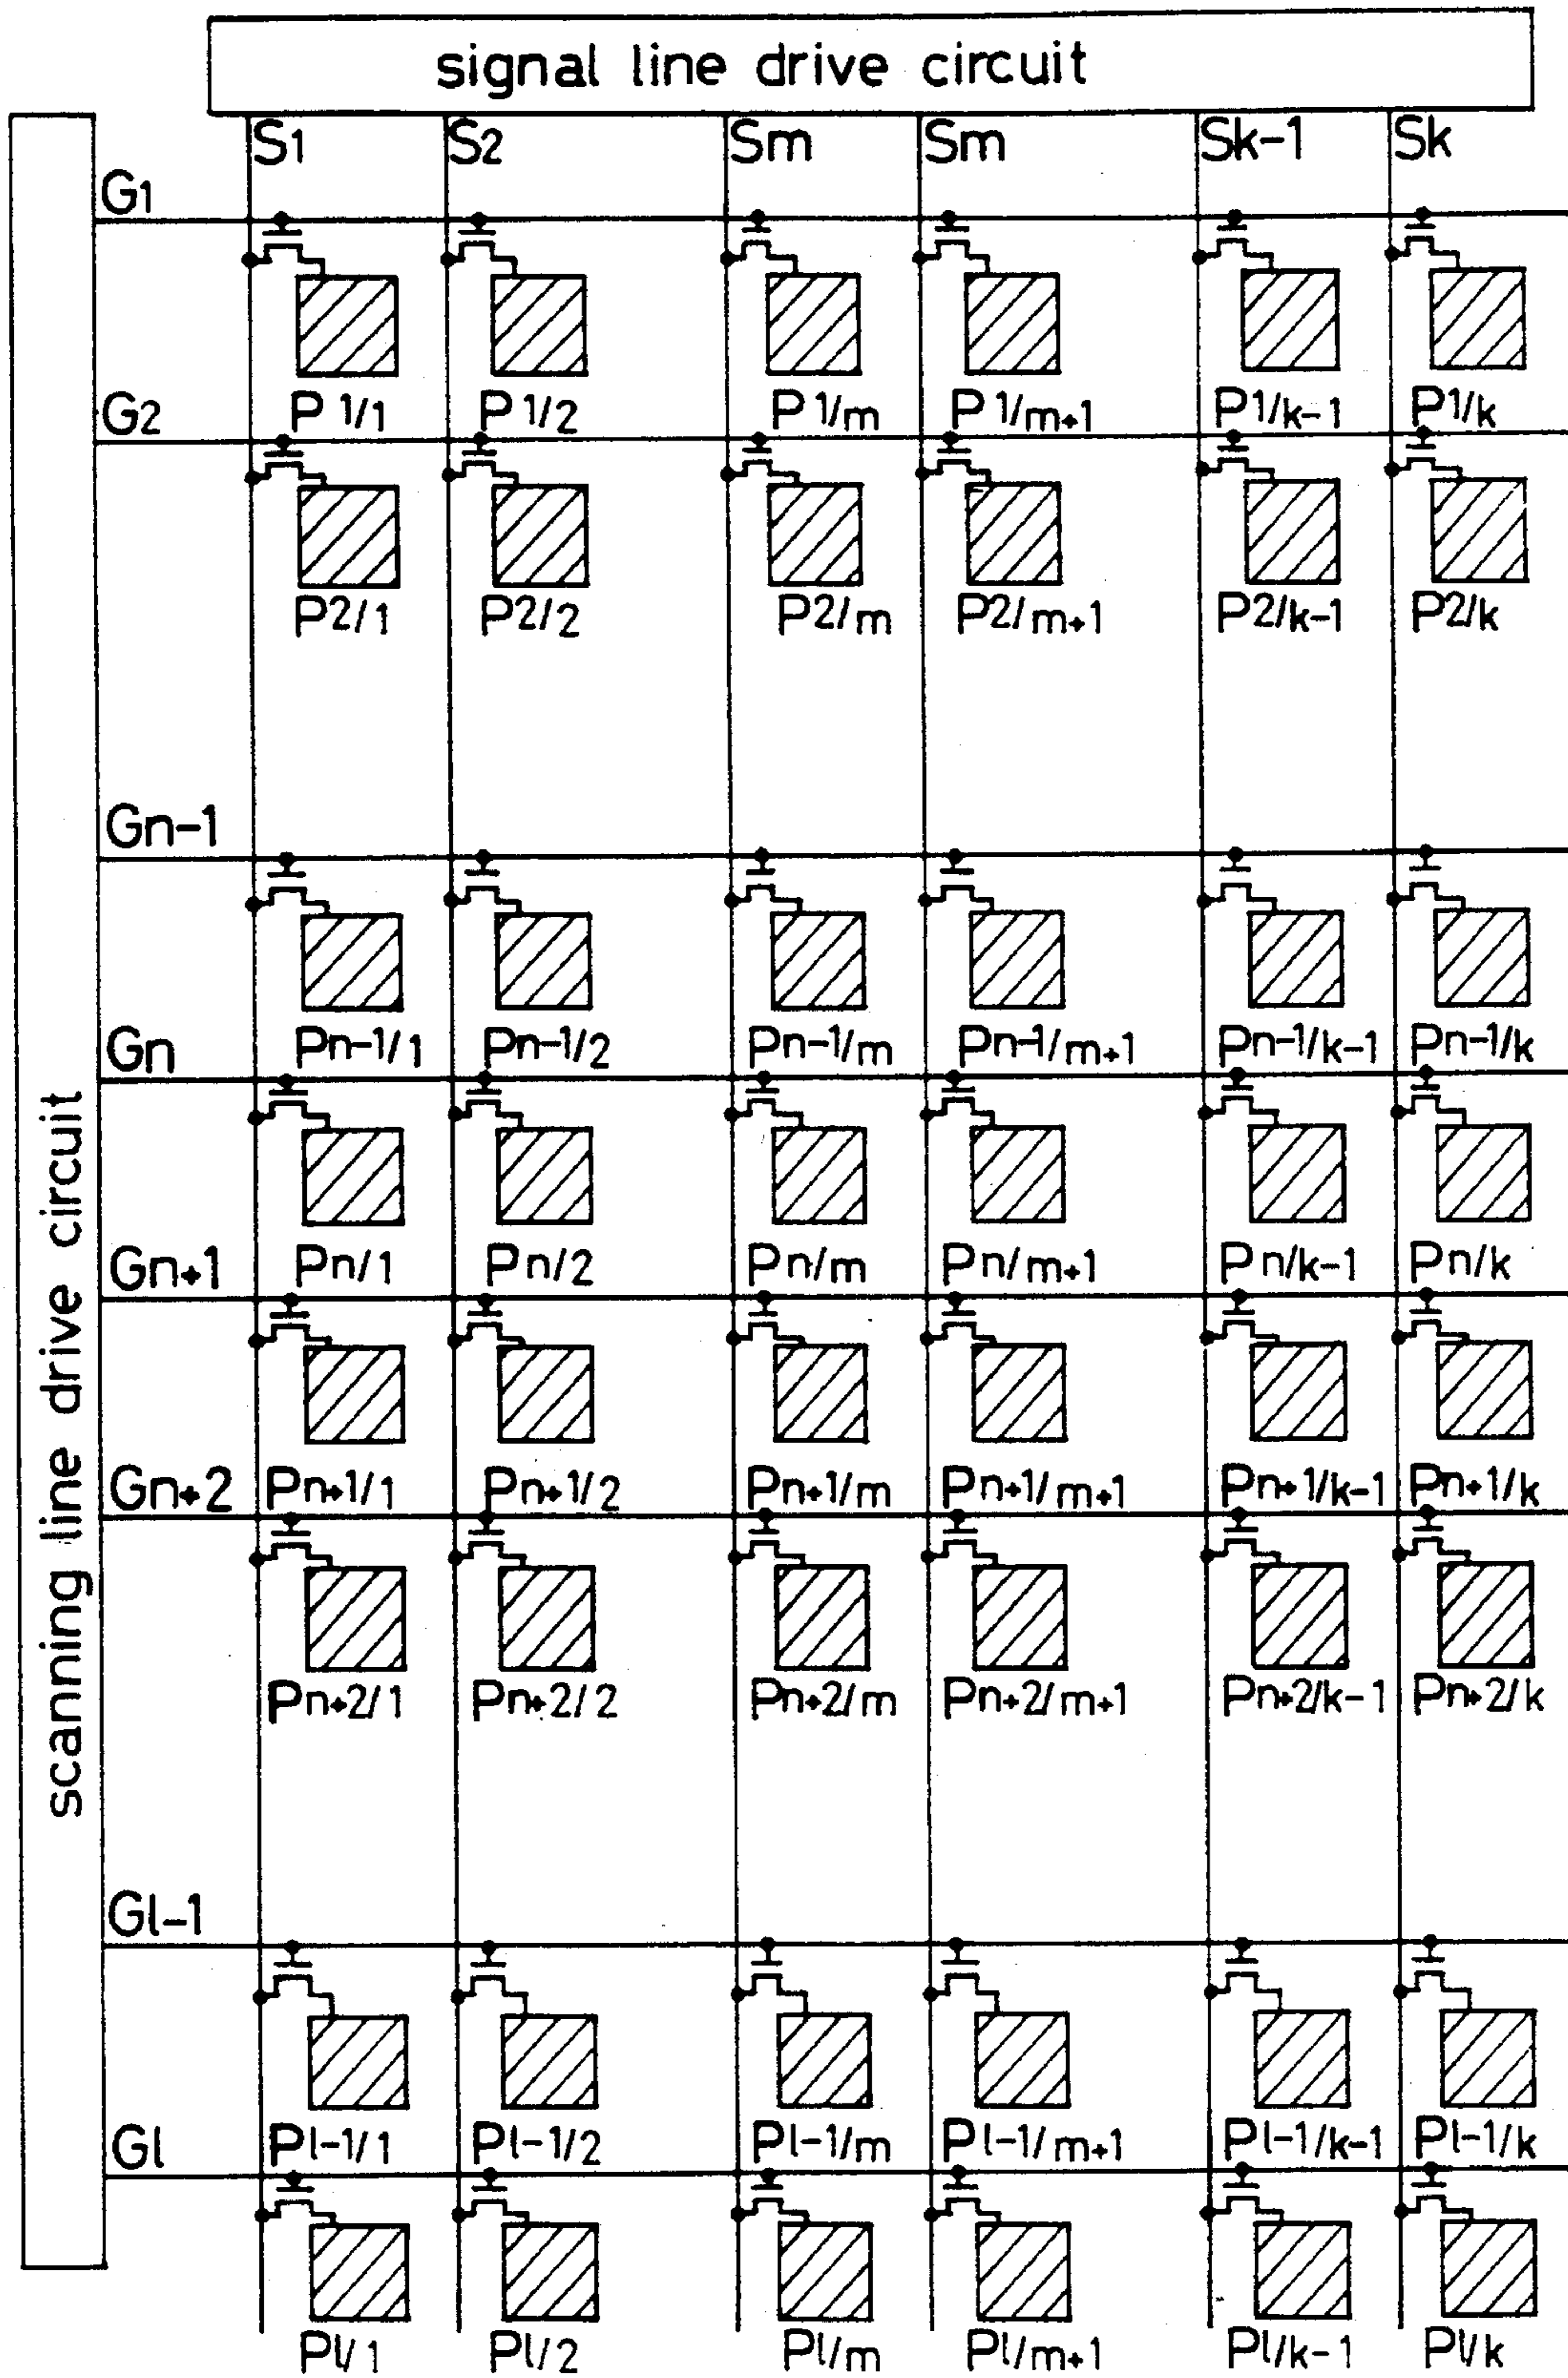 signal line drive circuit
S1 S2 Sm Sm Sk-1 Sk
G1
P1/1 P1/2 P1/m P1/m+1 P1/k-1 P1/k
G2
P2/1 P2/2 P2/m P2/m+1 P2/k-1 P2/k
Gn-1
Pn-1/1 Pn-1/2 Pn-1/m Pn-1/m+1 Pn-1/k-1 Pn-1/k
Gn
Pn/1 Pn/2 Pn/m Pn/m+1 Pn/k-1 Pn/k
Gn+1
Pn+1/1 Pn+1/2 Pn+1/m Pn+1/m+1 Pn+1/k-1 Pn+1/k
Gn+2
Pn+2/1 Pn+2/2 Pn+2/m Pn+2/m+1 Pn+2/k-1 Pn+2/k
Gl-1
Pl-1/1 Pl-1/2 Pl-1/m Pl-1/m+1 Pl-1/k-1 Pl-1/k
Gl
Pl/1 Pl/2 Pl/m Pl/m+1 Pl/k-1 Pl/k
scanning line drive circuit